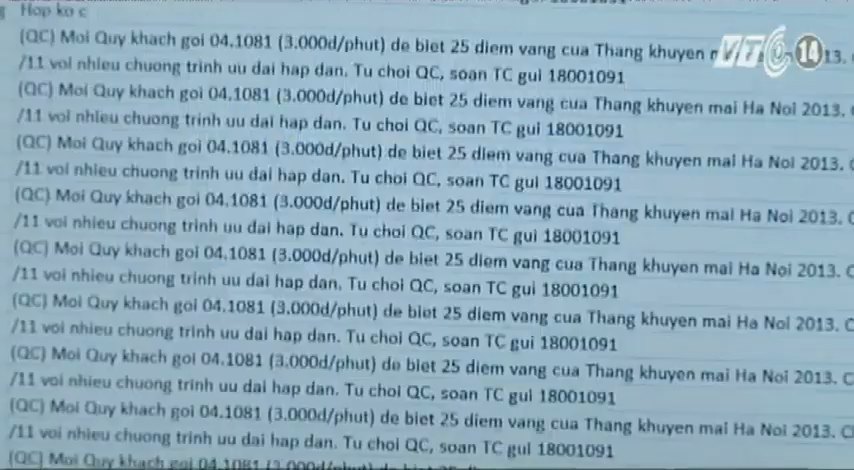 Hop ko c
(QC) Moi Quy khach goi 04.1081 (3.000d/phut) de biet 25 diem vang cua Thang khuyen 13.
VTC 14
/11 voi nhieu chuong trinh uu dai hap dan. Tu choi QC, soan TC gui 18001091
(QC) Moi Quy khach goi 04.1081 (3.000d/phut) de biet 25 diem vang cua Thang khuyen mai Ha Noi 2013. C
/11 voi nhieu chuong trinh uu dai hap dan. Tu choi QC, soan TC gui 18001091
(QC) Moi Quy khach goi 04.1081 (3.000d/phut) de biet 25 diem vang cua Thang khuyen mai Ha Noi 2013. C
/11 voi nhieu chuong trinh uu dai hap dan. Tu choi QC, soan TC gui 18001091
(QC) Moi Quy khach goi 04.1081 (3.000d/phut) de biet 25 diem vang cua Thang khuyen mai Ha Noi 2013. C
/11 voi nhieu chuong trinh uu dai hap dan. Tu choi QC, soan TC gui 18001091
(QC) Moi Quy khach goi 04.1081 (3.000d/phut) de biet 25 diem vang cua Thang khuyen mai Ha Noi 2013. C
/11 voi nhieu chuong trinh uu dai hap dan. Tu choi QC, soan TC gui 18001091
(QC) Moi Quy khach goi 04.1081 (3.000d/phut) de biet 25 diem vang cua Thang khuyen mai Ha Noi 2013. C
/11 voi nhieu chuong trinh uu dai hap dan. Tu choi QC, soan TC gui 18001091
(QC) Moi Quy khach goi 04.1081 (3.000d/phut) de biet 25 diem vang cua Thang khuyen mai Ha Noi 2013. C
/11 voi nhieu chuong trinh uu dai hap dan. Tu choi QC, soan TC gui 18001091
(QC) Moi Quy khach goi 04.1081 (3.000d/phut) de biet 25 diem vang cua Thang khuyen mai Ha Noi 2013. C
/11 voi nhieu chuong trinh uu dai hap dan. Tu choi QC, soan TC gui 18001091
(QC) Moi Quy khach goi 04.1081